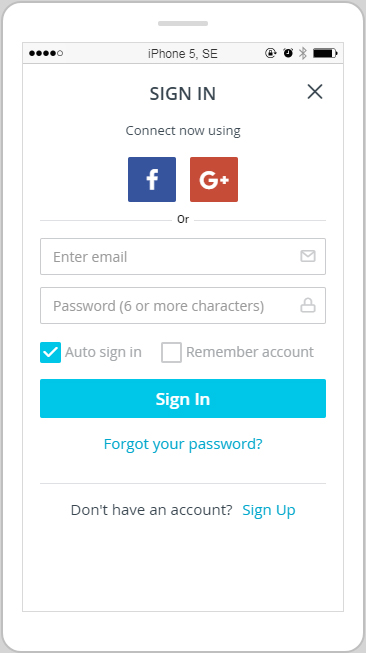 iPhone 5, SE
SIGN IN
Connect now using
f G+
Or
Enter email
Password (6 or more characters)
Auto sign in Remember account
Sign In
Forgot your password?
Don't have an account? Sign Up